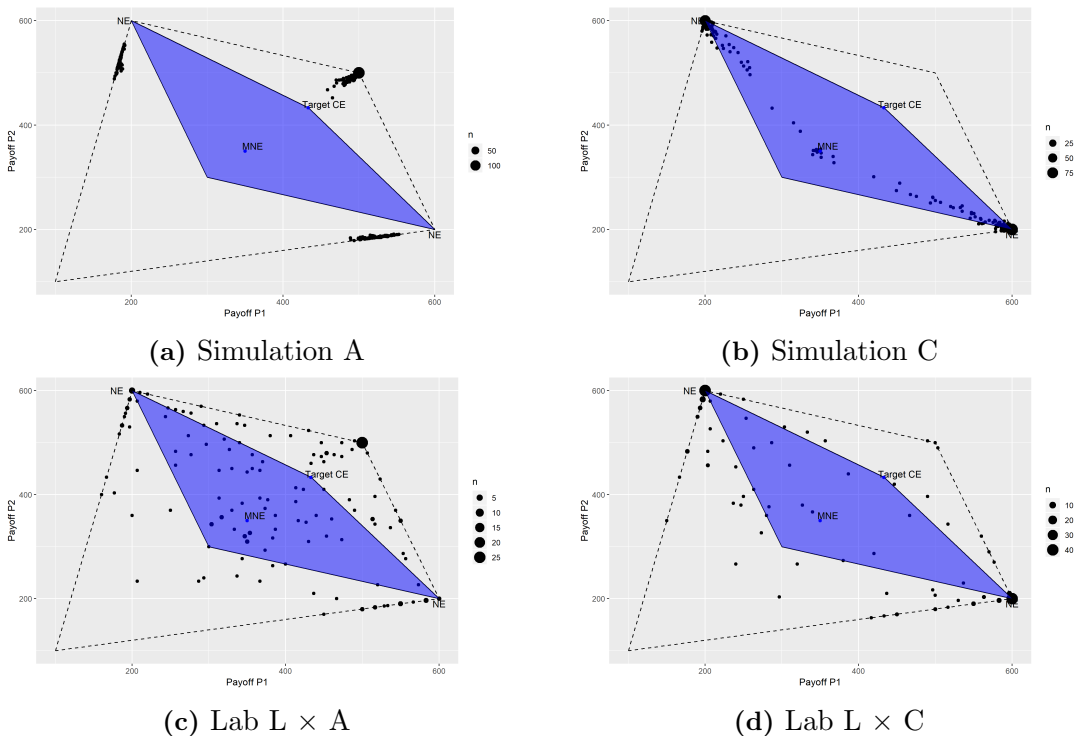 600
400
200
Payoff P2
NE
Target CE
MNE
NE
200
400
600
Payoff P1
n
50
100
(a) Simulation A
600
400
200
Payoff P2
NE
Target CE
MNE
NE
200
400
600
Payoff P1
n
25
50
75
(b) Simulation C
600
400
200
Payoff P2
NE
Target CE
MNE
NE
200
400
600
Payoff P1
n
5
10
15
20
25
(c) Lab L × A
600
400
200
Payoff P2
NE
Target CE
MNE
NE
200
400
600
Payoff P1
n
10
20
30
40
(d) Lab L × C